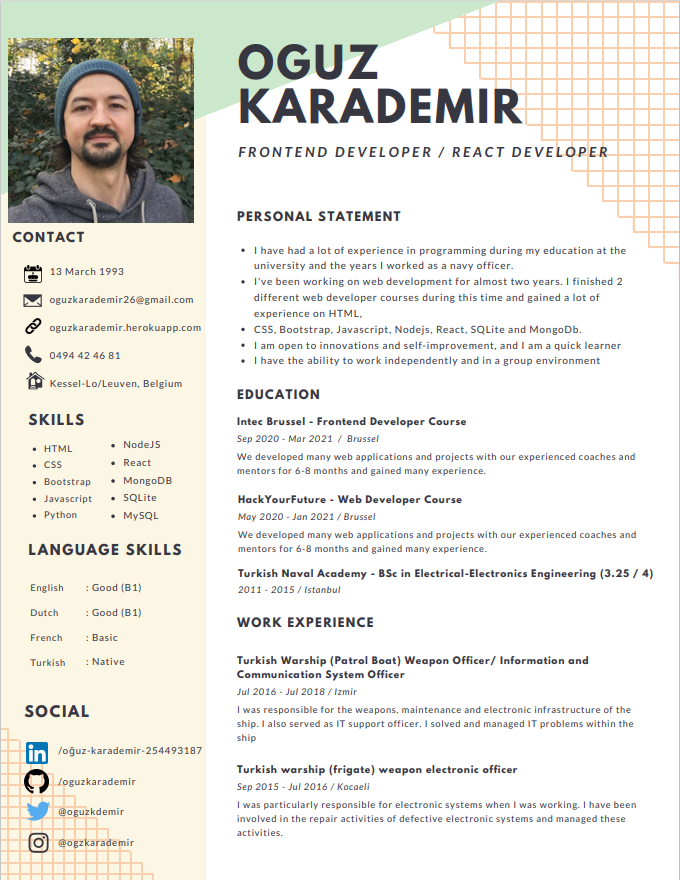 OGUZ
KARADEMIR
FRONTEND DEVELOPER / REACT DEVELOPER
CONTACT
13 March 1993
oguzkarademir26@gmail.com
oguzkarademir.herokuapp.com
0494 42 46 81
Kessel-Lo/Leuven, Belgium
SKILLS
• HTML
• CSS
• Bootstrap
• Javascript
• Python
• NodeJS
• React
• MongoDB
• SQLite
• MySQL
LANGUAGE SKILLS
English : Good (B1)
Dutch : Good (B1)
French : Basic
Turkish : Native
SOCIAL
in
/oğuz-karademir-254493187
/oguzkarademir
@oguzkdemir
@ogzkarademir
PERSONAL STATEMENT
• I have had a lot of experience in programming during my education at the
university and the years I worked as a navy officer.
• I've been working on web development for almost two years. I finished 2
different web developer courses during this time and gained a lot of
experience on HTML,
• CSS, Bootstrap, Javascript, Nodejs, React, SQLite and MongoDb.
• I am open to innovations and self-improvement, and I am a quick learner
• I have the ability to work independently and in a group environment
EDUCATION
Intec Brussel - Frontend Developer Course
Sep 2020 - Mar 2021 / Brussel
We developed many web applications and projects with our experienced coaches and
mentors for 6-8 months and gained many experience.
HackYourFuture - Web Developer Course
May 2020 - Jan 2021 / Brussel
We developed many web applications and projects with our experienced coaches and
mentors for 6-8 months and gained many experience.
Turkish Naval Academy - BSc in Electrical-Electronics Engineering (3.25 / 4)
2011 - 2015 / Istanbul
WORK EXPERIENCE
Turkish Warship (Patrol Boat) Weapon Officer/ Information and
Communication System Officer
Jul 2016 - Jul 2018 / Izmir
I was responsible for the weapons, maintenance and electronic infrastructure of the
ship. I also served as IT support officer. I solved and managed IT problems within the
ship
Turkish warship (frigate) weapon electronic officer
Sep 2015 - Jul 2016 / Kocaeli
I was particularly responsible for electronic systems when I was working. I have been
involved in the repair activities of defective electronic systems and managed these
activities.